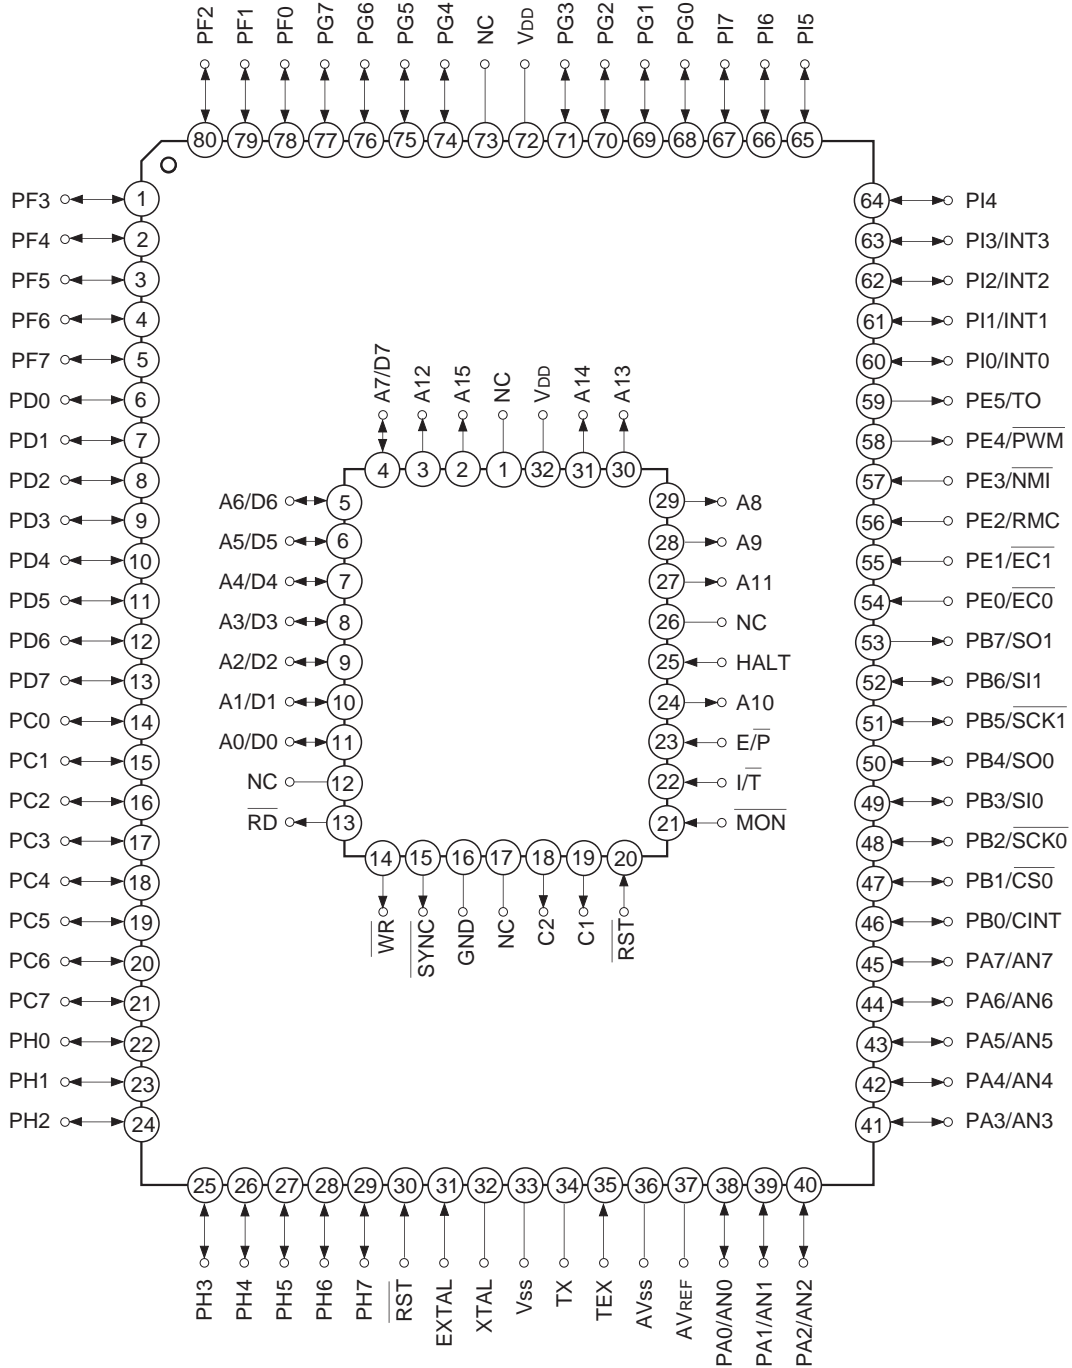 PF2 PF1 PF0 PG7 PG6 PG5 PG4 NC VDD PG3 PG2 PG1 PG0 PI7 PI6 PI5
80 79 78 77 76 75 74 73 72 71 70 69 68 67 66 65
PF3 1 64 PI4
PF4 2 63 PI3/INT3
PF5 3 62 PI2/INT2
PF6 4 61 PI1/INT1
PF7 5 60 PI0/INT0
PD0 6 59 PE5/TO
PD1 7 58 PE4/PWM
PD2 8 57 PE3/NMI
PD3 9 56 PE2/RMC
PD4 10 55 PE1/EC1
PD5 11 54 PE0/EC0
PD6 12 53 PB7/SO1
PD7 13 52 PB6/SI1
PC0 14 51 PB5/SCK1
PC1 15 50 PB4/SO0
PC2 16 49 PB3/SI0
PC3 17 48 PB2/SCK0
PC4 18 47 PB1/CS0
PC5 19 46 PB0/CINT
PC6 20 45 PA7/AN7
PC7 21 44 PA6/AN6
PH0 22 43 PA5/AN5
PH1 23 42 PA4/AN4
PH2 24 41 PA3/AN3
25 26 27 28 29 30 31 32 33 34 35 36 37 38 39 40
PH3 PH4 PH5 PH6 PH7 RST EXTAL XTAL Vss TX TEX AVss AVREF PA0/AN0 PA1/AN1 PA2/AN2
A7/D7 A12 A15 NC VDD A14 A13
4 3 2 1 32 31 30
A6/D6 5 29 A8
A5/D5 6 28 A9
A4/D4 7 27 A11
A3/D3 8 26 NC
A2/D2 9 25 HALT
A1/D1 10 24 A10
A0/D0 11 23 E/P
NC 12 22 I/T
RD 13 21 MON
14 15 16 17 18 19 20
WR SYNC GND NC C2 C1 RST